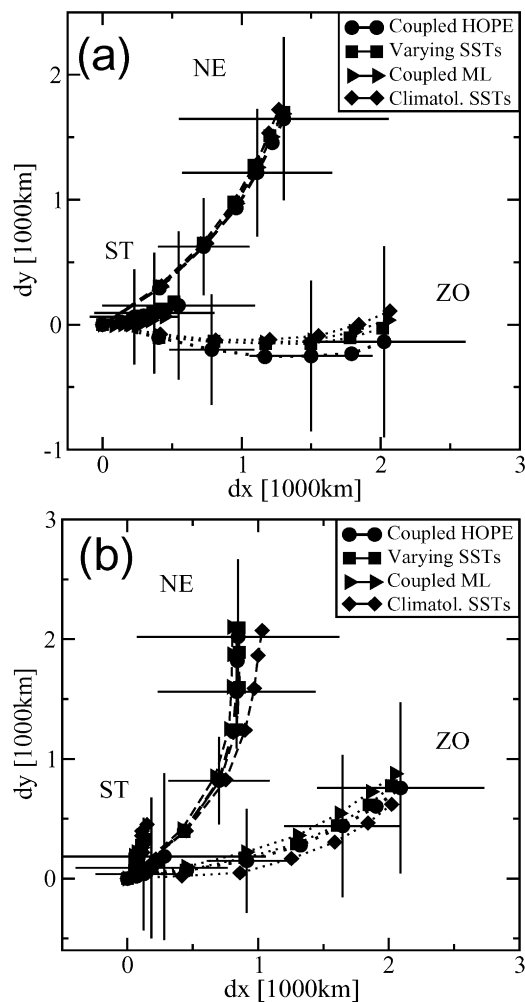 (a)
NE
Coupled HOPE
Varying SSTs
Coupled ML
Climatol. SSTs
2
1
dy [1000km]
ST
ZO
0
-1
0
1
2
3
dx [1000km]
3
(b)
NE
Coupled HOPE
Varying SSTs
Coupled ML
Climatol. SSTs
2
dy [1000km]
ZO
1
ST
0
0
1
2
3
dx [1000km]